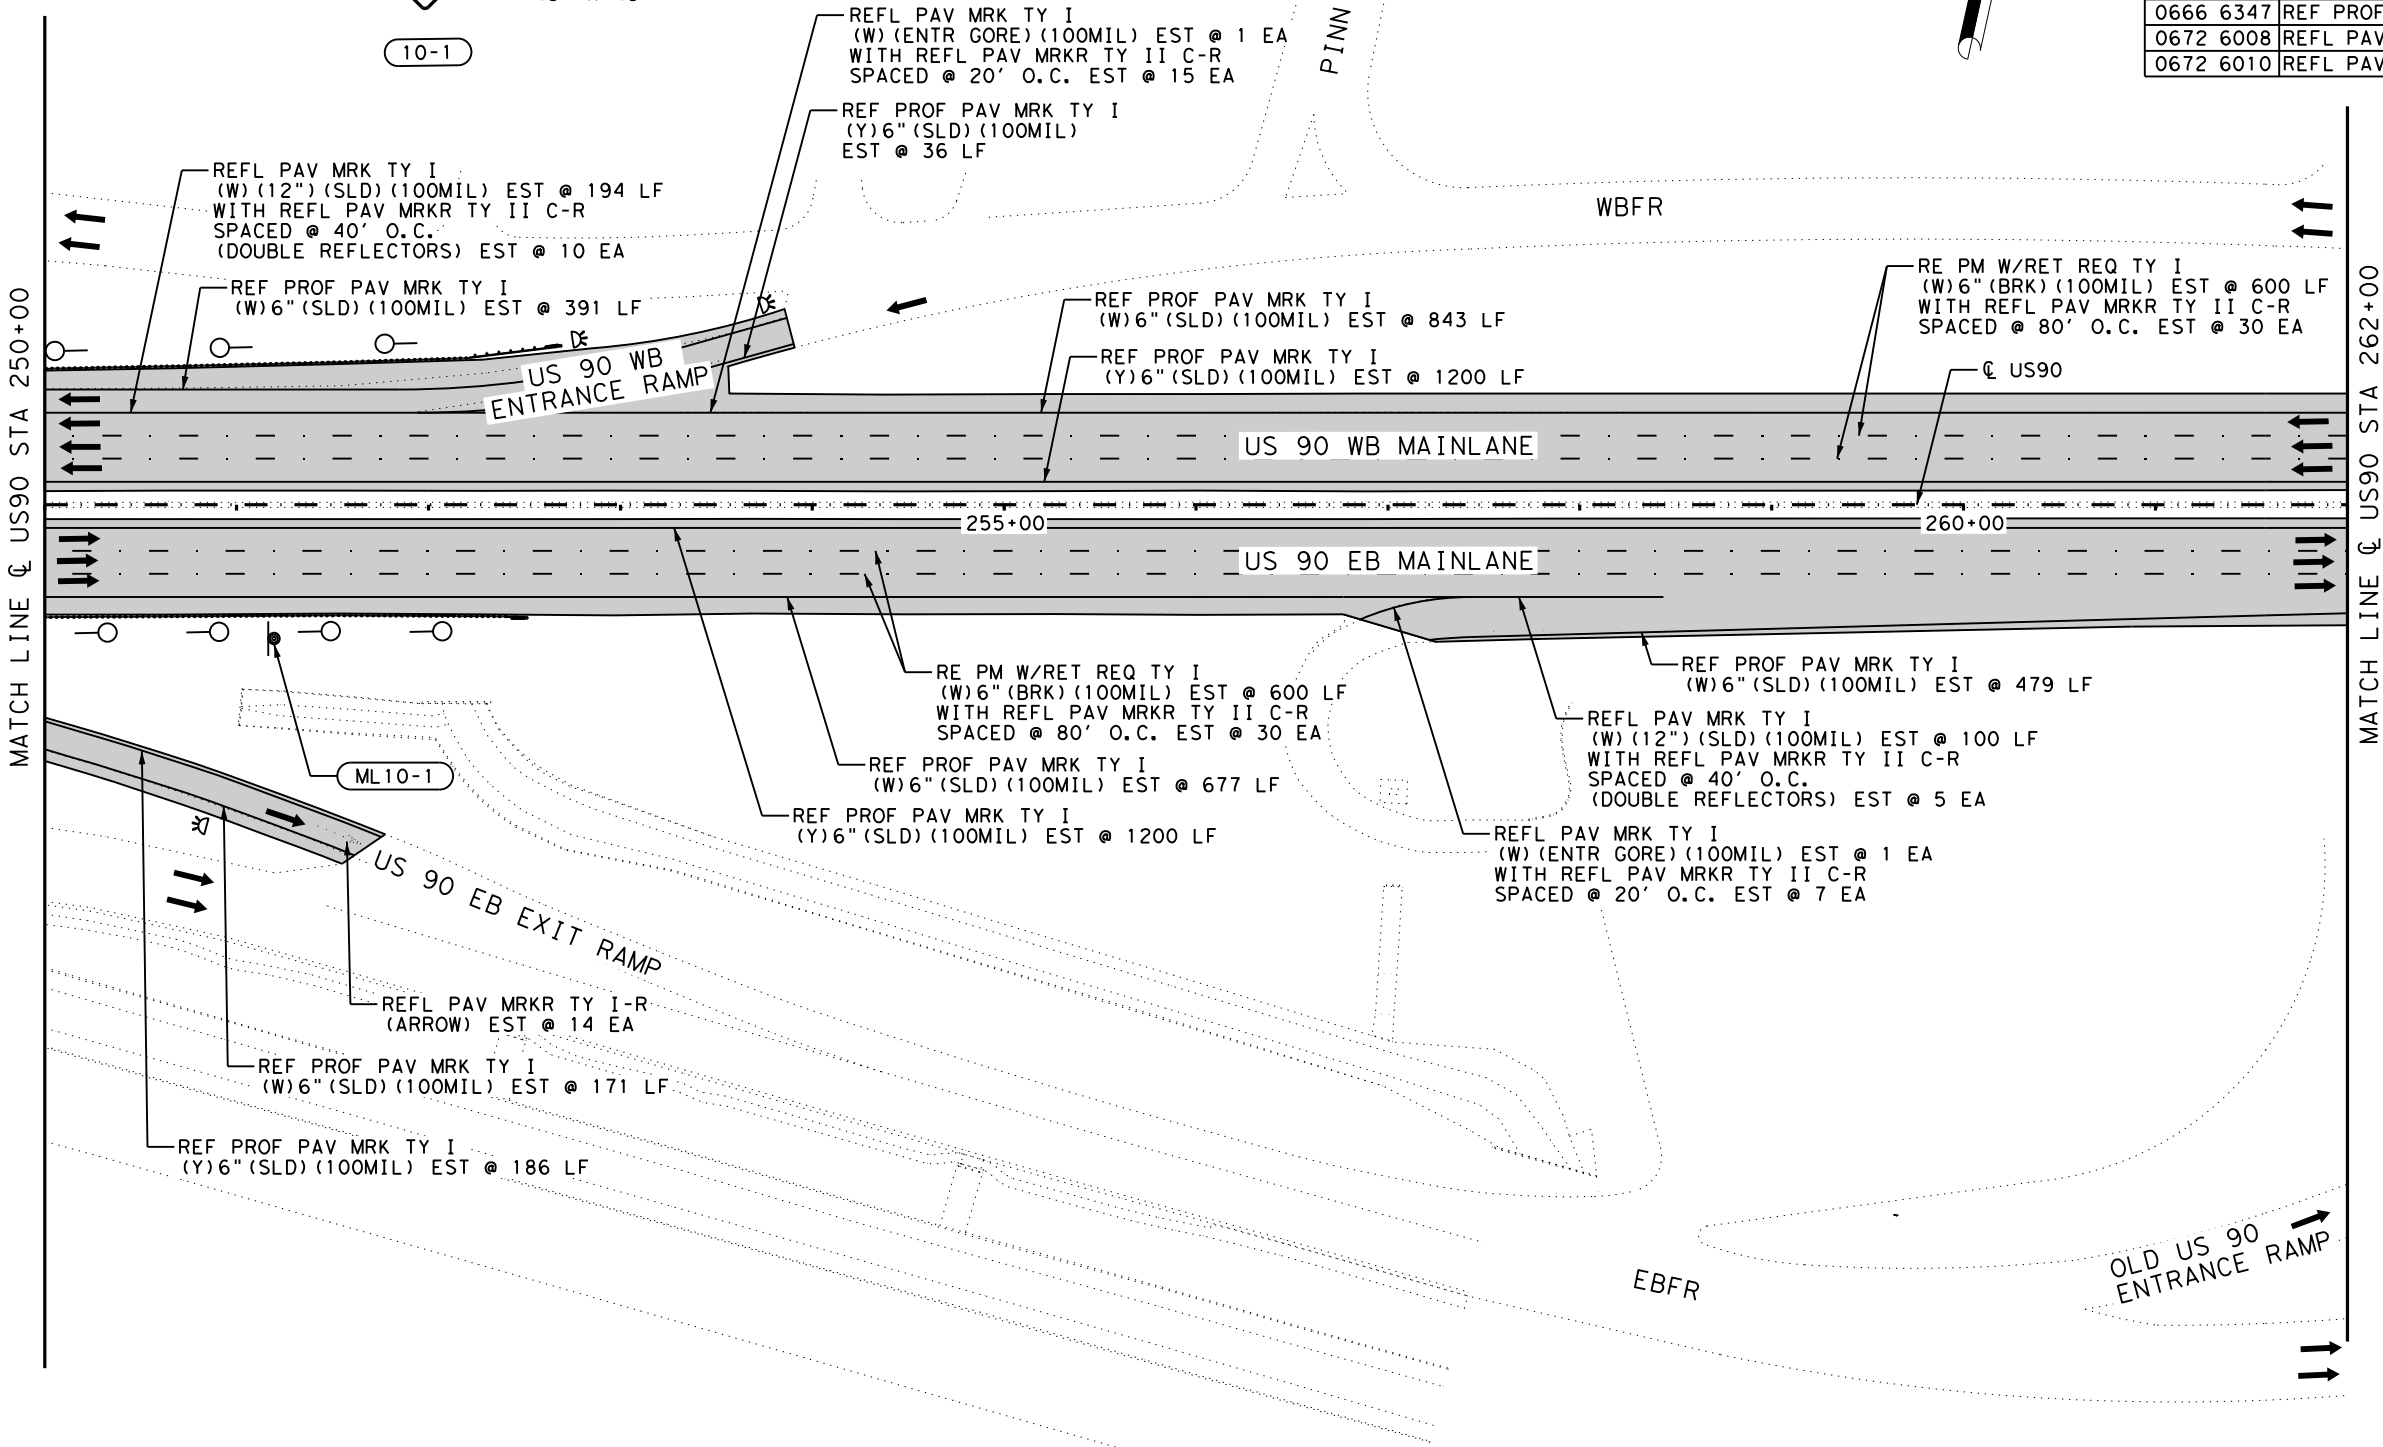 10-1
REFL PAV MRK TY I
(W)(ENTR GORE)(100MIL) EST @ 1 EA
WITH REFL PAV MRKR TY II C-R
SPACED @ 20' O.C. EST @ 15 EA
PINN
0666 6347 REF PROF
0672 6008 REFL PAV
0672 6010 REFL PAV
REF PROF PAV MRK TY I
(Y)6"(SLD)(100MIL)
EST @ 36 LF
REFL PAV MRK TY I
(W)(12")(SLD)(100MIL) EST @ 194 LF
WITH REFL PAV MRKR TY II C-R
SPACED @ 40' O.C.
(DOUBLE REFLECTORS) EST @ 10 EA
WBFR
REF PROF PAV MRK TY I
(W)6"(SLD)(100MIL) EST @ 391 LF
REF PROF PAV MRK TY I
(W)6"(SLD)(100MIL) EST @ 843 LF
RE PM W/RET REQ TY I
(W)6"(BRK)(100MIL) EST @ 600 LF
WITH REFL PAV MRKR TY II C-R
SPACED @ 80' O.C. EST @ 30 EA
REF PROF PAV MRK TY I
(Y)6"(SLD)(100MIL) EST @ 1200 LF
℄ US90
US 90 WB
ENTRANCE RAMP
MATCH LINE ℄ US90 STA 250+00
MATCH LINE ℄ US90 STA 262+00
US 90 WB MAINLANE
255+00
260+00
US 90 EB MAINLANE
RE PM W/RET REQ TY I
(W)6"(BRK)(100MIL) EST @ 600 LF
WITH REFL PAV MRKR TY II C-R
SPACED @ 80' O.C. EST @ 30 EA
REF PROF PAV MRK TY I
(W)6"(SLD)(100MIL) EST @ 479 LF
REFL PAV MRK TY I
(W)(12")(SLD)(100MIL) EST @ 100 LF
WITH REFL PAV MRKR TY II C-R
SPACED @ 40' O.C.
(DOUBLE REFLECTORS) EST @ 5 EA
ML10-1
REF PROF PAV MRK TY I
(W)6"(SLD)(100MIL) EST @ 677 LF
REF PROF PAV MRK TY I
(Y)6"(SLD)(100MIL) EST @ 1200 LF
REFL PAV MRK TY I
(W)(ENTR GORE)(100MIL) EST @ 1 EA
WITH REFL PAV MRKR TY II C-R
SPACED @ 20' O.C. EST @ 7 EA
US 90 EB EXIT RAMP
REFL PAV MRKR TY I-R
(ARROW) EST @ 14 EA
REF PROF PAV MRK TY I
(W)6"(SLD)(100MIL) EST @ 171 LF
REF PROF PAV MRK TY I
(Y)6"(SLD)(100MIL) EST @ 186 LF
EBFR
OLD US 90
ENTRANCE RAMP